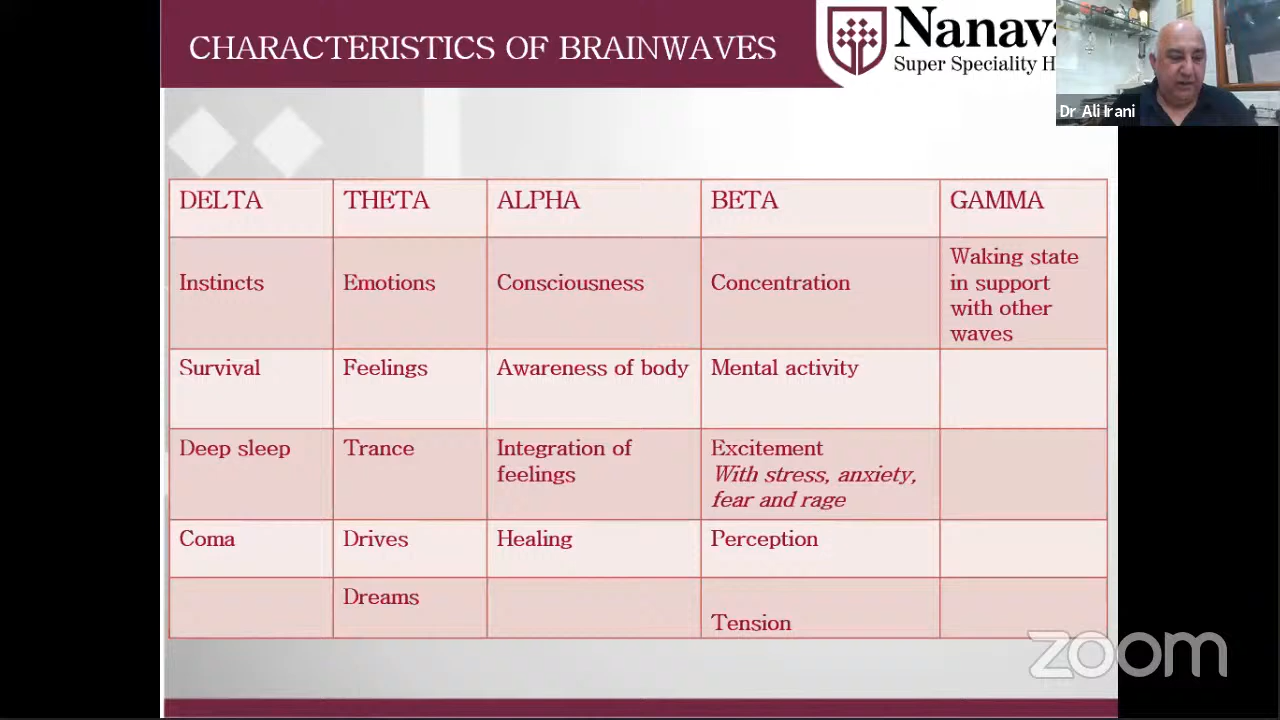 CHARACTERISTICS OF BRAINWAVES
Nanava
Super Speciality H
Dr Ali Irani
DELTA THETA ALPHA BETA GAMMA
Instincts Emotions Consciousness Concentration Waking state
in support
with other
waves
Survival Feelings Awareness of body Mental activity
Deep sleep Trance Integration of Excitement
feelings With stress, anxiety,
fear and rage
Coma Drives Healing Perception
Dreams
Tension
zoom